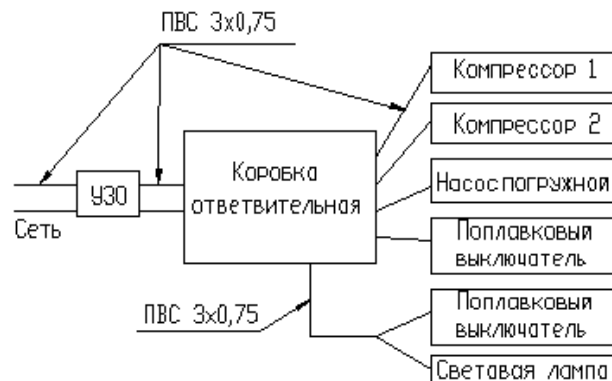 ПВС 3х0,75
Компрессор 1
Компрессор 2
УЗО
Коробка
ответвительная
Насос погружной
Сеть
Поплавковый
выключатель
ПВС 3х0,75
Поплавковый
выключатель
Светавая лампа